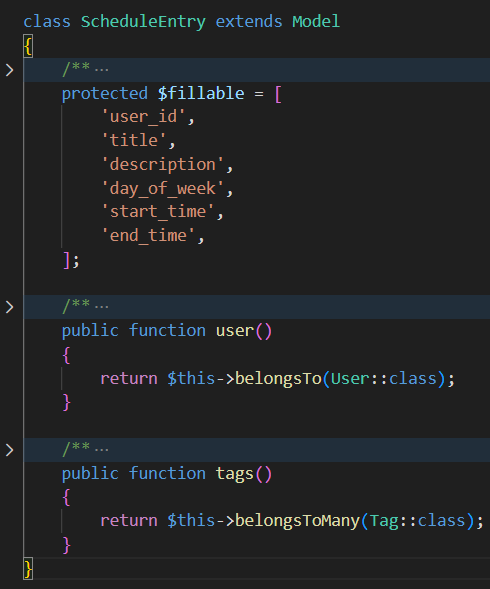 class ScheduleEntry extends Model
{
/** ···
protected $fillable = [
'user_id',
'title',
'description',
'day_of_week',
'start_time',
'end_time',
];
/** ···
public function user()
{
return $this->belongsTo(User::class);
}
/** ···
public function tags()
{
return $this->belongsToMany(Tag::class);
}
}